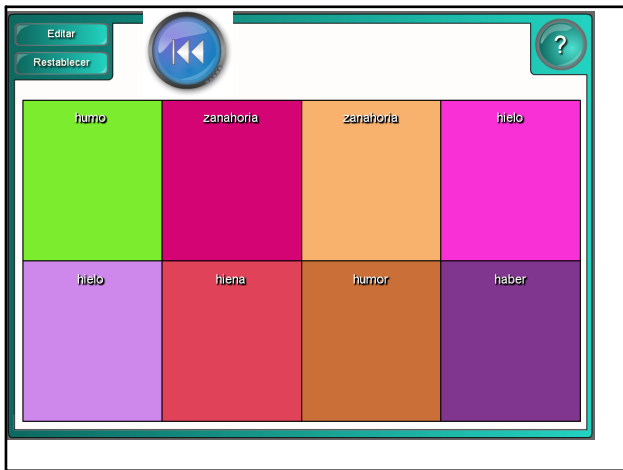 Editar
Restablecer
?
humo zanahoria zanahoria hielo
hielo hiena humor haber